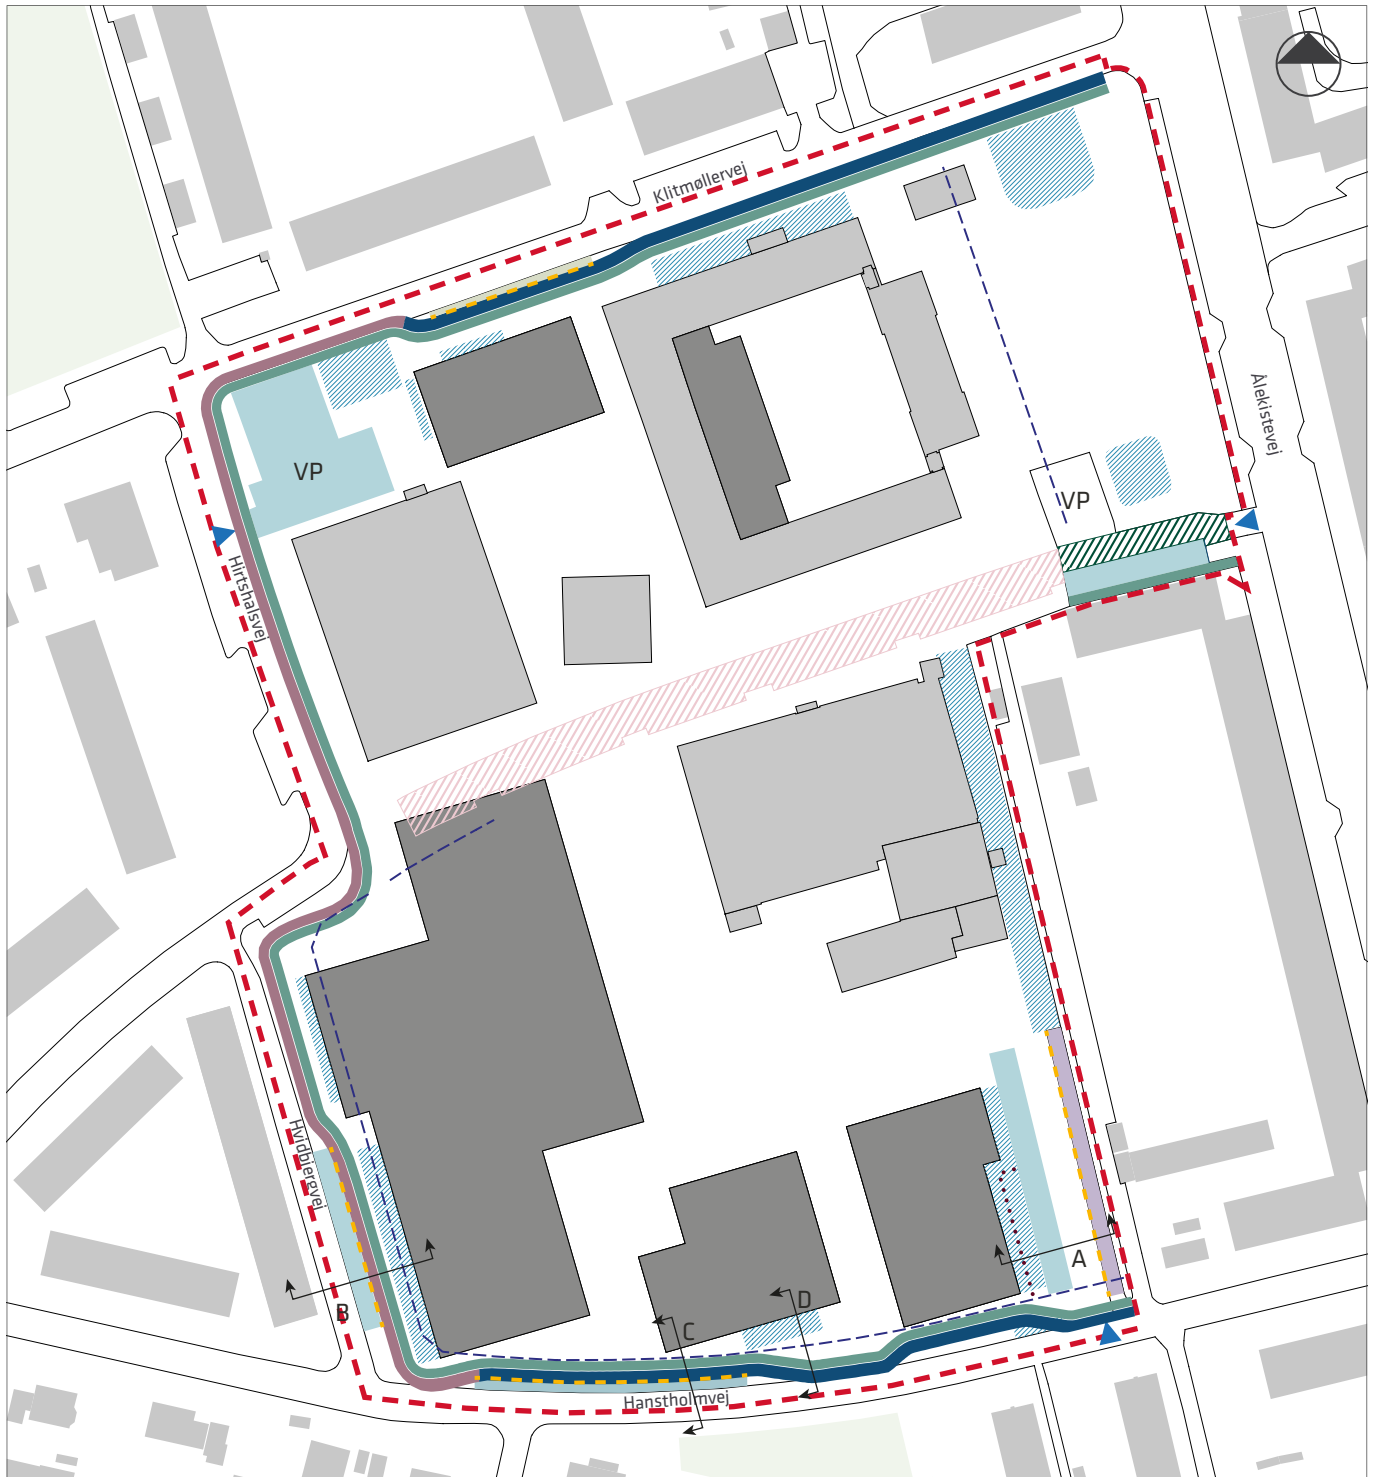 Klitmøllervej
Ålekistevej
VP
VP
Hirtshalsvej
Hvidbjergvej
A
B
D
C
Hanstholmvej